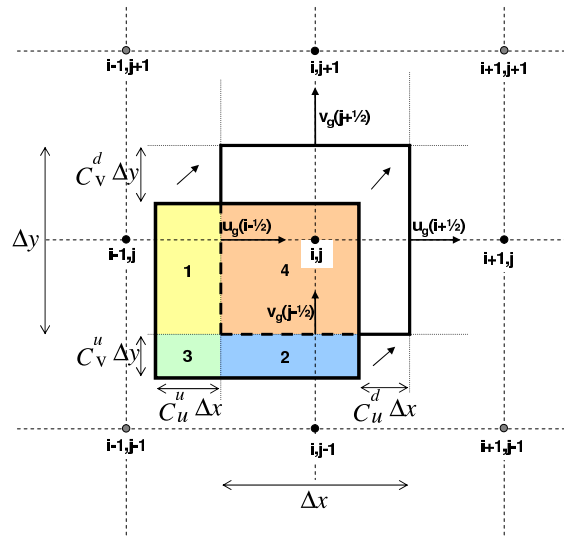 i-1,j+1
i,j+1
i+1,j+1
v_g(j+½)
C_v^d Δy
Δy
u_g(i-½)
u_g(i+½)
i-1,j
i,j
i+1,j
1
4
v_g(j-½)
C_v^u Δy
3
2
C_u^u Δx
C_u^d Δx
i-1,j-1
i,j-1
i+1,j-1
Δx